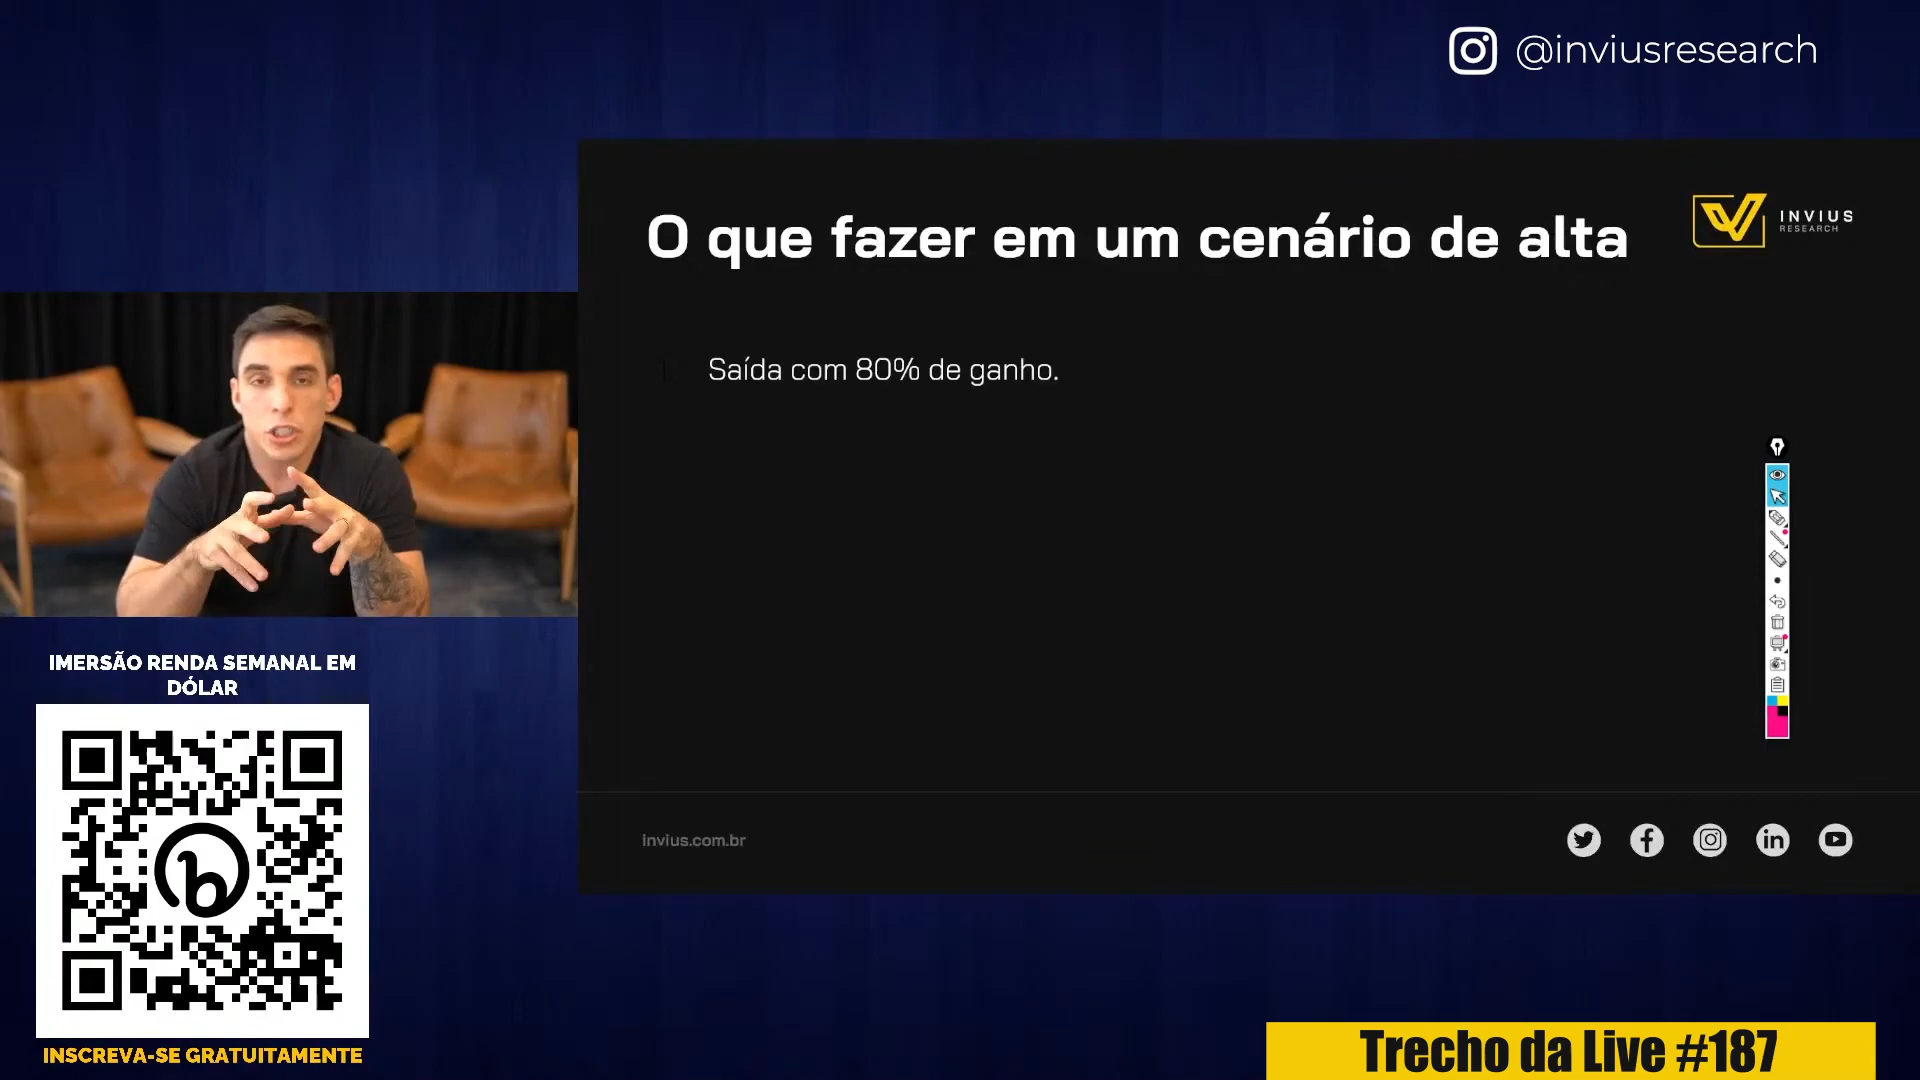 @inviusresearch
O que fazer em um cenário de alta
INVIUS
RESEARCH
Saída com 80% de ganho.
IMERSÃO RENDA SEMANAL EM
DÓLAR
INSCREVA-SE GRATUITAMENTE
invius.com.br
Trecho da Live #187